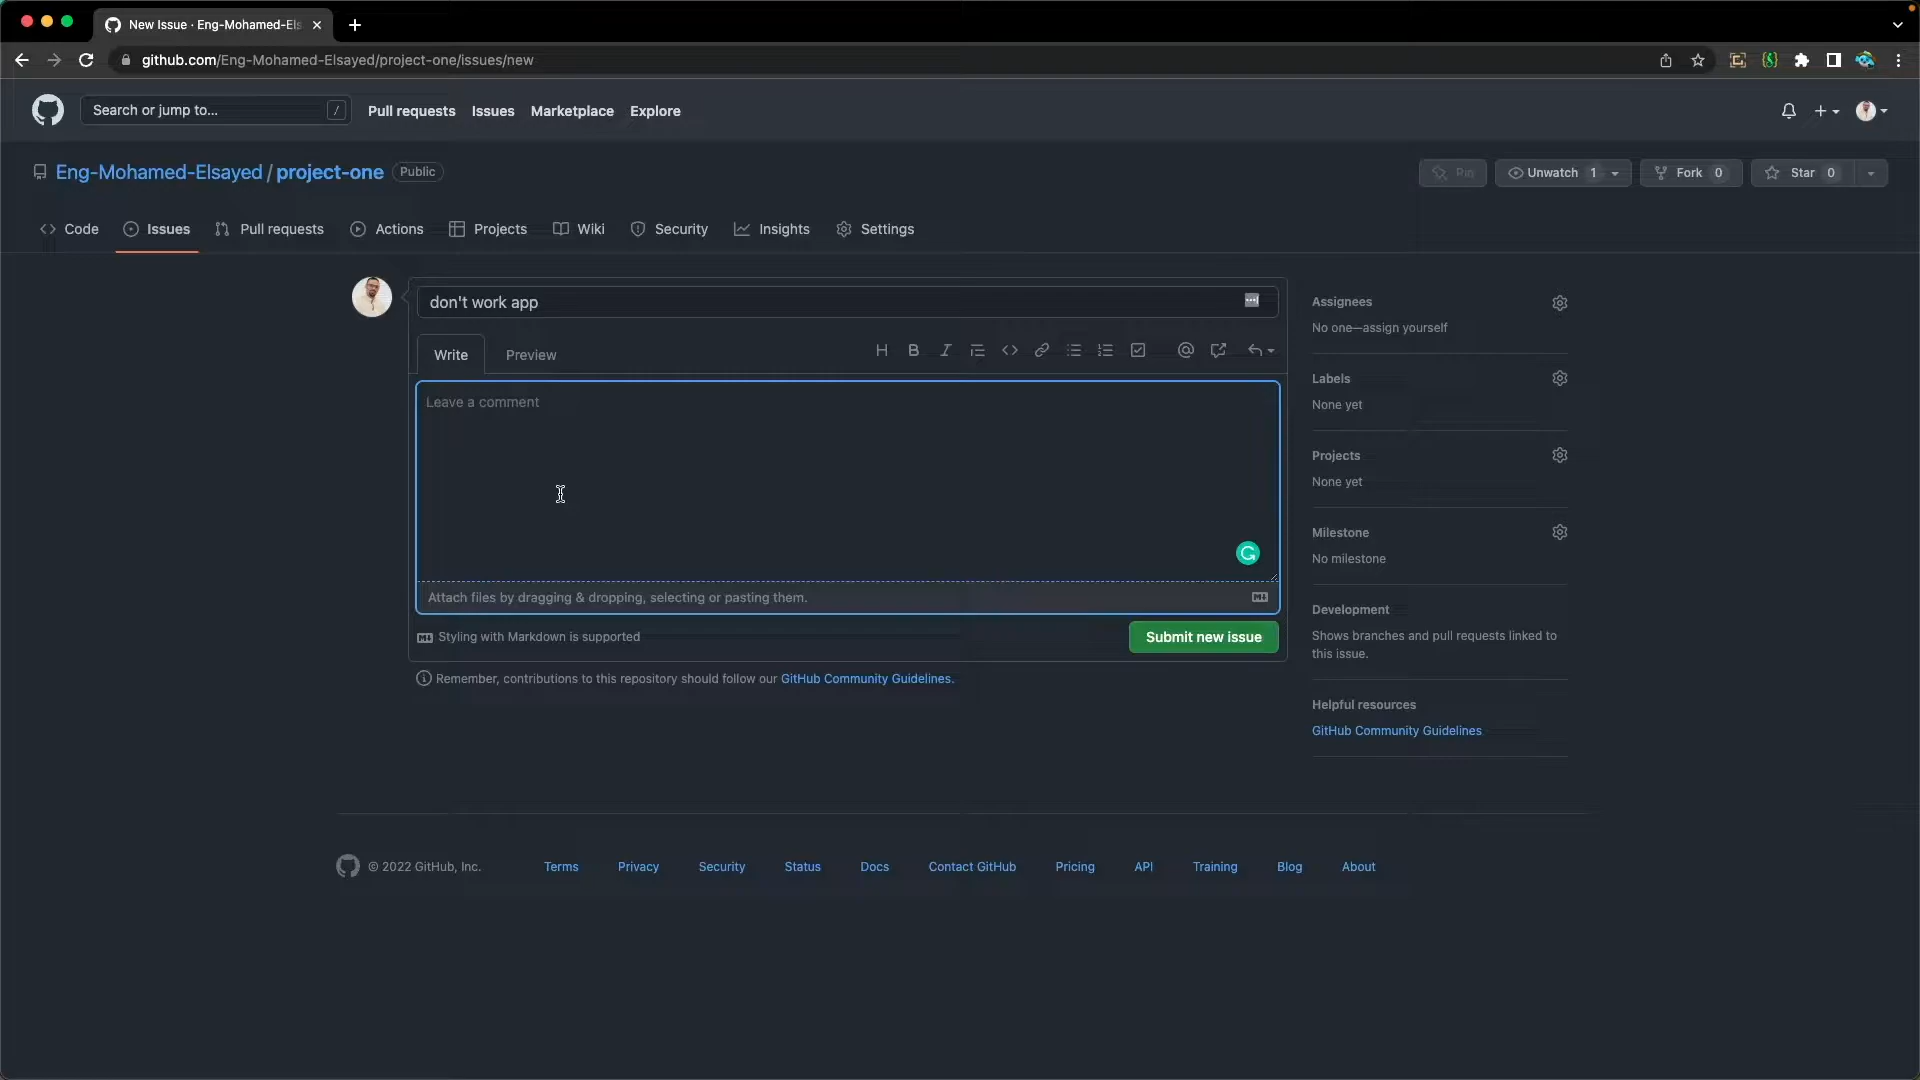 New Issue · Eng-Mohamed-Els
github.com/Eng-Mohamed-Elsayed/project-one/issues/new
Search or jump to... /
Pull requests Issues Marketplace Explore
Eng-Mohamed-Elsayed / project-one Public
Pin Unwatch 1 Fork 0 Star 0
Code Issues Pull requests Actions Projects Wiki Security Insights Settings
don't work app
Write Preview
Leave a comment
Attach files by dragging & dropping, selecting or pasting them.
Styling with Markdown is supported
Submit new issue
Remember, contributions to this repository should follow our GitHub Community Guidelines.
Assignees
No one—assign yourself
Labels
None yet
Projects
None yet
Milestone
No milestone
Development
Shows branches and pull requests linked to
this issue.
Helpful resources
GitHub Community Guidelines
© 2022 GitHub, Inc. Terms Privacy Security Status Docs Contact GitHub Pricing API Training Blog About